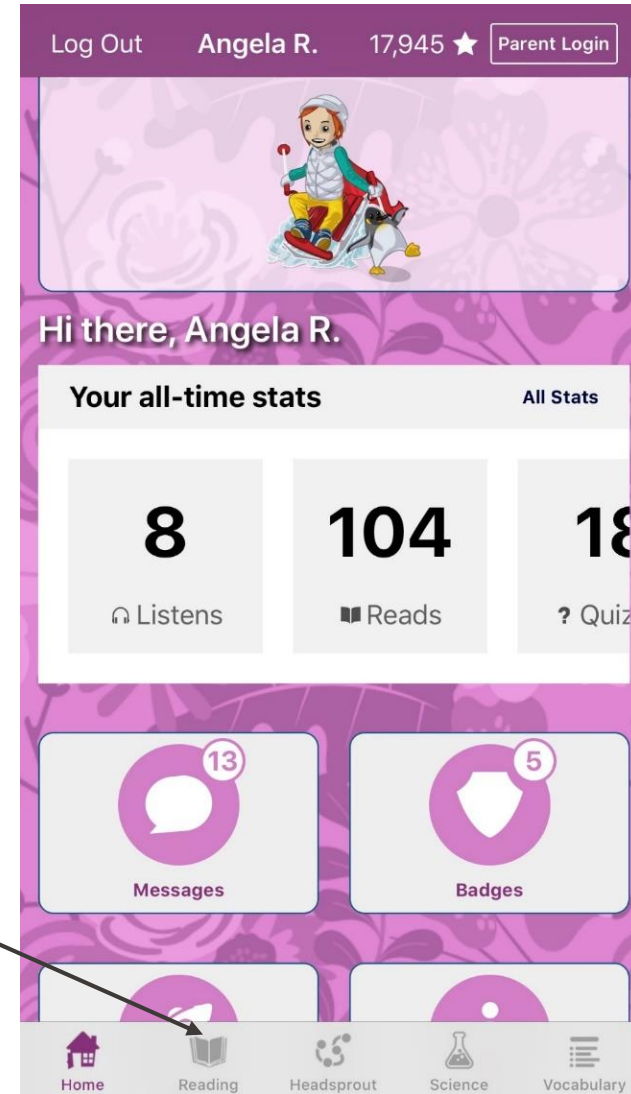 Log Out Angela R. 17,945 ★ Parent Login
Hi there, Angela R.
Your all-time stats All Stats
8 104
Listens Reads ?
13 5
Messages Badges
Home Reading Headsprout Science Vocabulary